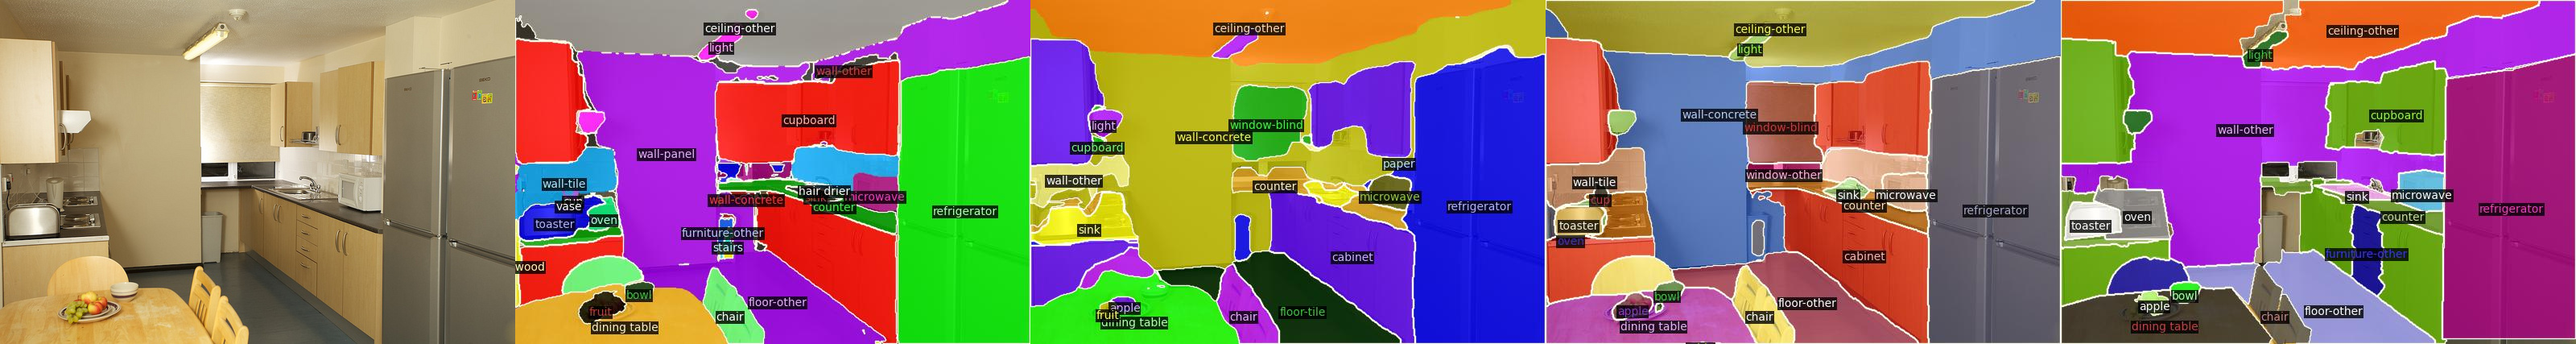 ceiling-other
light
wall-other
cupboard
wall-panel
wall-tile
vase
toaster
oven
hair drier
microwave
wall-concrete
sink
counter
furniture-other
stairs
refrigerator
wood
bowl
fruit
dining table
chair
floor-other
ceiling-other
light
window-blind
wall-concrete
cupboard
paper
wall-other
counter
microwave
refrigerator
sink
cabinet
apple
fruit
dining table
chair
floor-tile
ceiling-other
light
wall-concrete
window-blind
window-other
wall-tile
cup
sink
microwave
counter
toaster
oven
refrigerator
cabinet
bowl
apple
dining table
chair
floor-other
ceiling-other
light
cupboard
wall-other
sink
microwave
toaster
oven
counter
refrigerator
furniture-other
bowl
apple
dining table
chair
floor-other